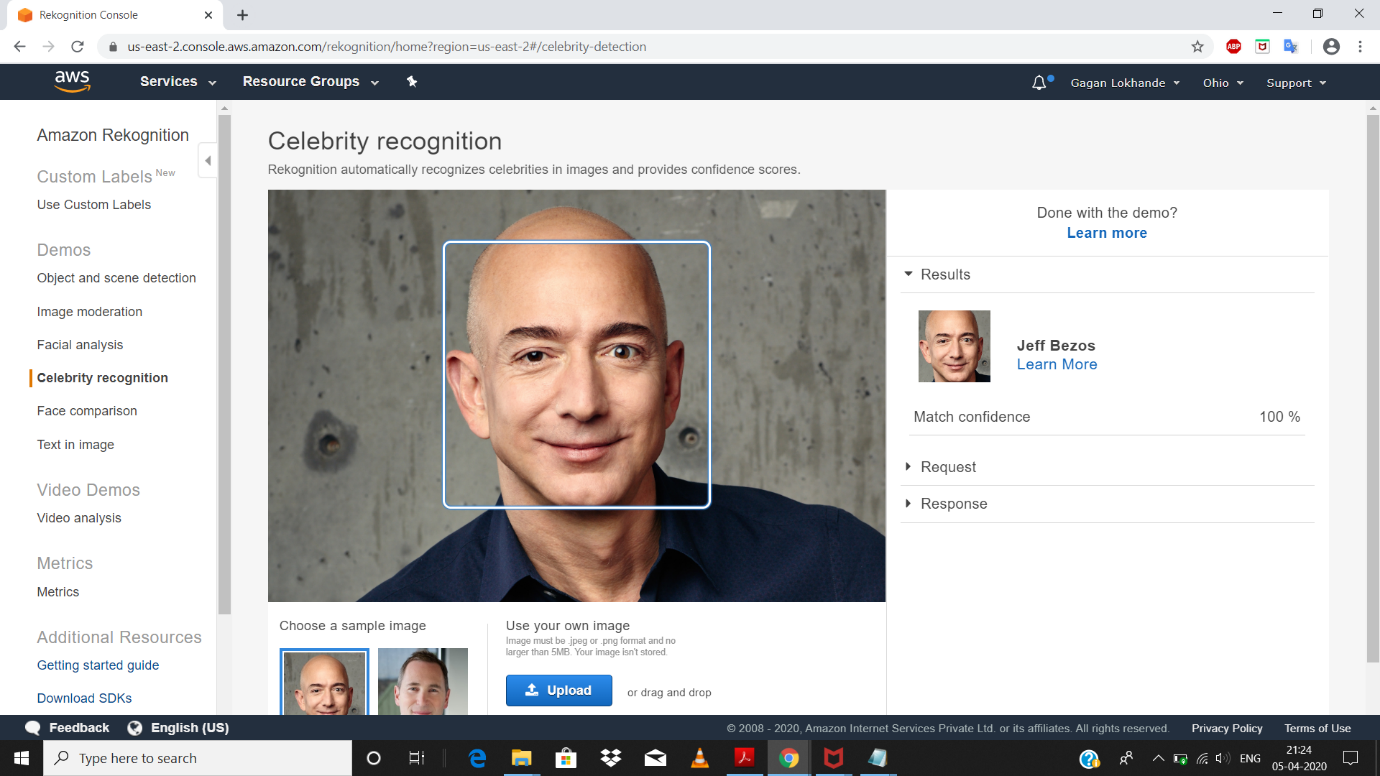 Rekognition Console
us-east-2.console.aws.amazon.com/rekognition/home?region=us-east-2#/celebrity-detection
ABP
aws
Services
Resource Groups
Gagan Lokhande
Ohio
Support
Amazon Rekognition
Custom Labels New
Use Custom Labels
Demos
Object and scene detection
Image moderation
Facial analysis
Celebrity recognition
Face comparison
Text in image
Video Demos
Video analysis
Metrics
Metrics
Additional Resources
Getting started guide
Download SDKs
Celebrity recognition
Rekognition automatically recognizes celebrities in images and provides confidence scores.
Choose a sample image
Use your own image
Image must be .jpeg or .png format and no
larger than 5MB. Your image isn't stored.
Upload or drag and drop
Done with the demo?
Learn more
Results
Jeff Bezos
Learn More
Match confidence 100 %
Request
Response
Feedback English (US)
© 2008 - 2020, Amazon Internet Services Private Ltd. or its affiliates. All rights reserved. Privacy Policy Terms of Use
Type here to search
ENG
21:24
05-04-2020